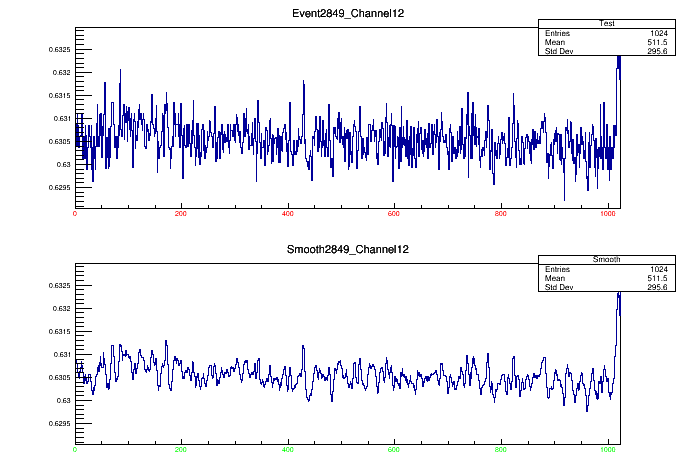 Event2849_Channel12
Test
Entries 1024
Mean 511.5
Std Dev 295.6
0.6325
0.632
0.6315
0.631
0.6305
0.63
0.6295
0 200 400 600 800 1000
Smooth2849_Channel12
Smooth
Entries 1024
Mean 511.5
Std Dev 295.6
0.6325
0.632
0.6315
0.631
0.6305
0.63
0.6295
0 200 400 600 800 1000